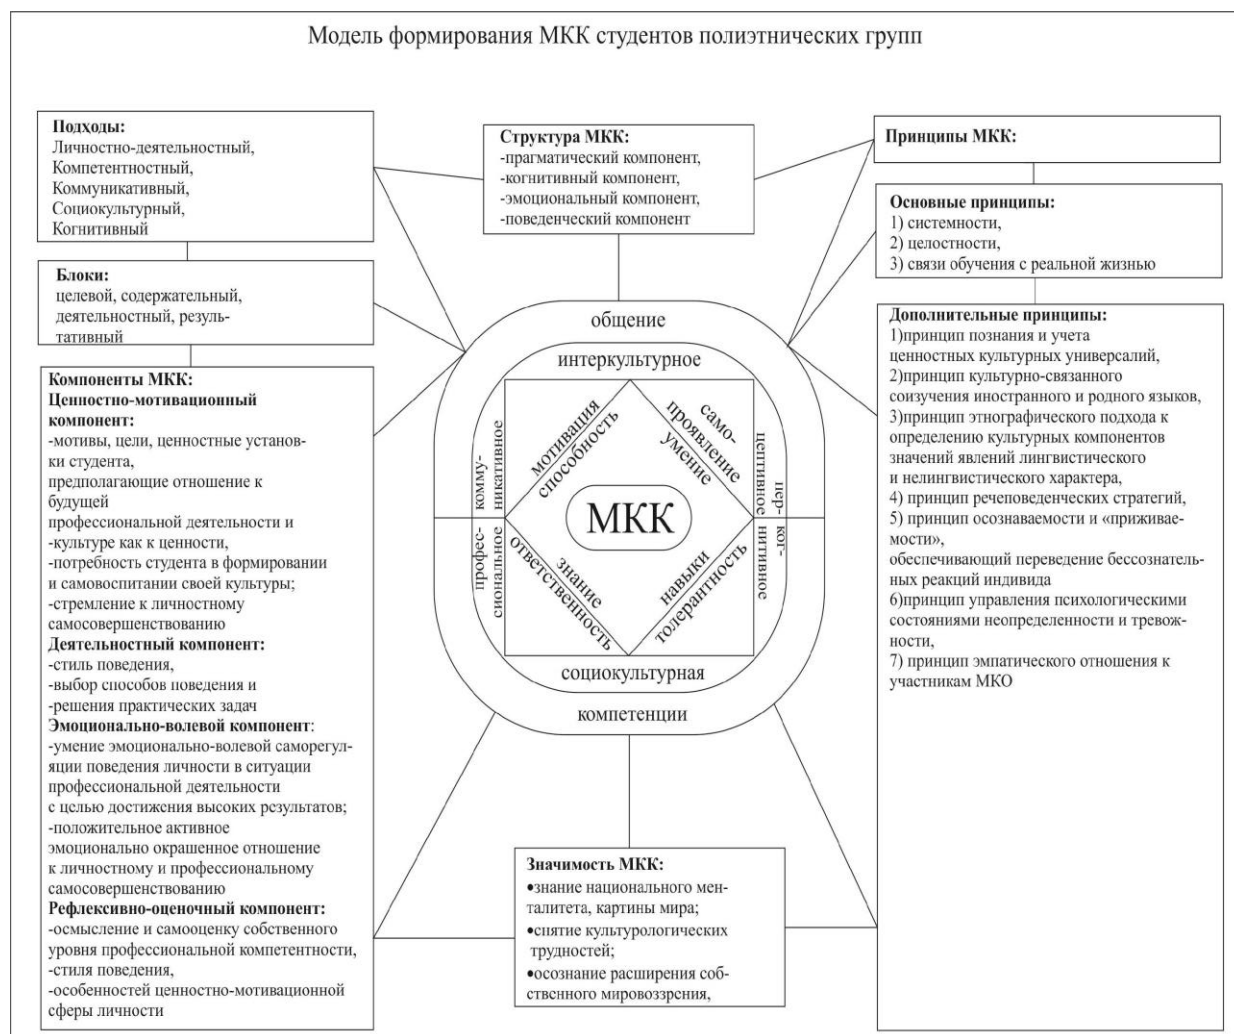 Модель формирования МКК студентов полиэтнических групп
Подходы:
Личностно-деятельностный,
Компетентностный,
Коммуникативный,
Социокультурный,
Когнитивный
Блоки:
целевой, содержательный,
деятельностный, резуль-
тативный
Компоненты МКК:
Ценностно-мотивационный
компонент:
-мотивы, цели, ценностные установ-
ки студента,
предполагающие отношение к
будущей
профессиональной деятельности и
-культуре как к ценности,
-потребность студента в формировании
и самовоспитании своей культуры;
-стремление к личностному
самосовершенствованию
Деятельностный компонент:
-стиль поведения,
-выбор способов поведения и
-решения практических задач
Эмоционально-волевой компонент:
-умение эмоционально-волевой саморегул-
яции поведения личности в ситуации
профессиональной деятельности
с целью достижения высоких результатов;
-положительное активное
эмоционально окрашенное отношение
к личностному и профессиональному
самосовершенствованию
Рефлексивно-оценочный компонент:
-осмысление и самооценку собственного
уровня профессиональной компетентности,
-стиля поведения,
-особенностей ценностно-мотивационной
сферы личности
Структура МКК:
-прагматический компонент,
-когнитивный компонент,
-эмоциональный компонент,
-поведенческий компонент
общение
интеркультурное
комму-
никативное
мотивация
способность
само-
проявление
умение
пер-
цептивное
МКК
профес-
сиональное
знание
ответственность
навыки
толерантность
ког-
нитивное
социокультурная
компетенции
Значимость МКК:
•знание национального мен-
талитета, картины мира;
•снятие культурологических
трудностей;
•осознание расширения соб-
ственного мировоззрения,
Принципы МКК:
Основные принципы:
1) системности,
2) целостности,
3) связи обучения с реальной жизнью
Дополнительные принципы:
1)принцип познания и учета
ценностных культурных универсалий,
2)принцип культурно-связанного
соизучения иностранного и родного языков,
3)принцип этнографического подхода к
определению культурных компонентов
значений явлений лингвистического
и нелингвистического характера,
4) принцип речеповеденческих стратегий,
5) принцип осознаваемости и «приживае-
мости»,
обеспечивающий переведение бессознатель-
ных реакций индивида
6)принцип управления психологическими
состояниями неопределенности и тревож-
ности,
7) принцип эмпатического отношения к
участникам МКО